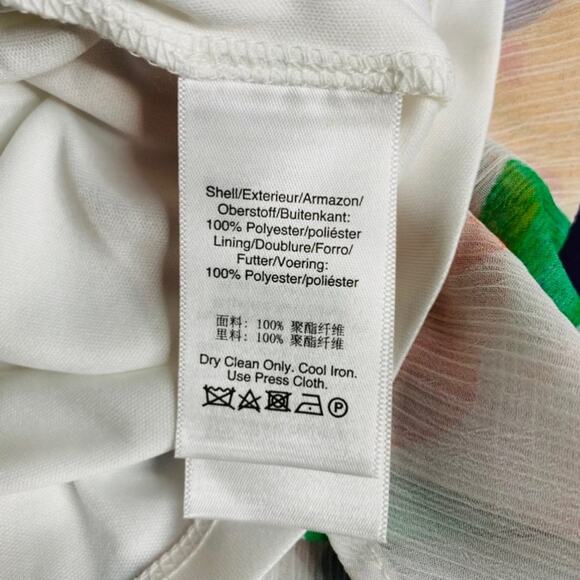 Shell/Exterieur/Armazon/
Oberstoff/Buitenkant:
100% Polyester/poliéster
Lining/Doublure/Forro/
Futter/Voering:
100% Polyester/poliéster
面料: 100% 聚酯纤维
里料: 100% 聚酯纤维
Dry Clean Only. Cool Iron.
Use Press Cloth.
P